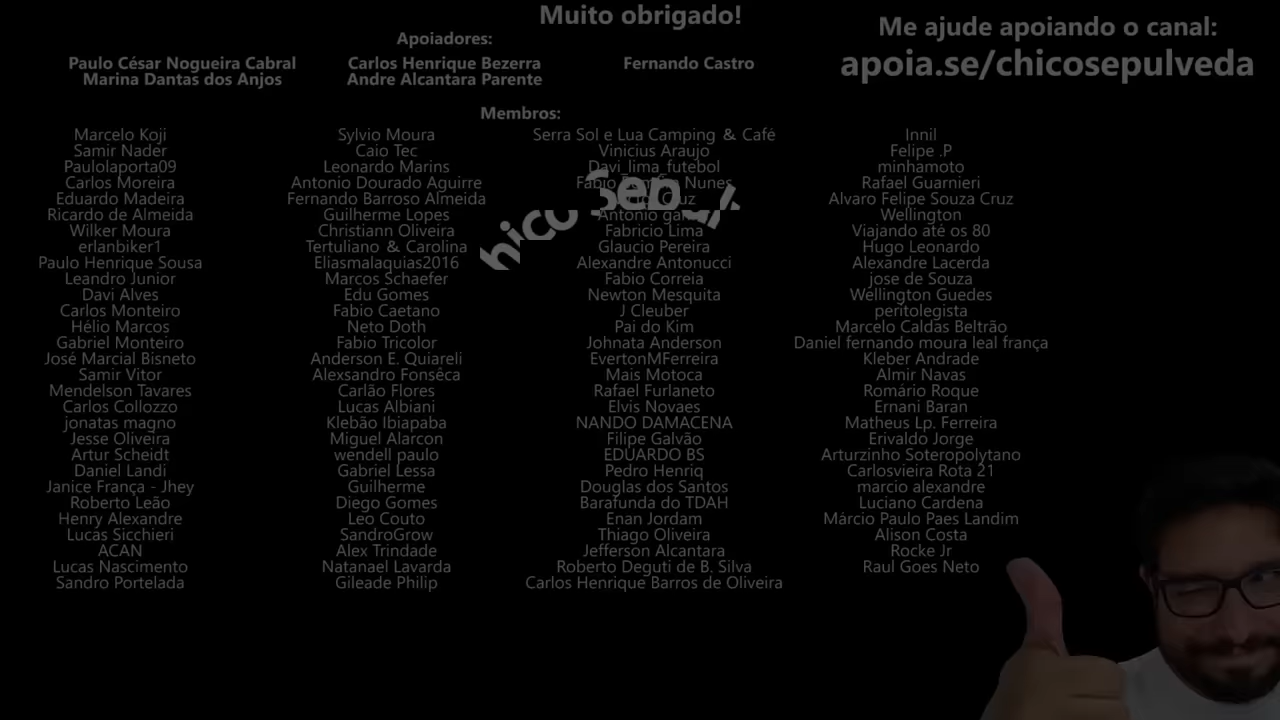 Muito obrigado!
Me ajude apoiando o canal:
apoia.se/chicosepulveda
Apoiadores:
Paulo César Nogueira Cabral
Marina Dantas dos Anjos
Carlos Henrique Bezerra
Andre Alcantara Parente
Fernando Castro
Membros:
Marcelo Koji
Samir Nader
Paulolaporta09
Carlos Moreira
Eduardo Madeira
Ricardo de Almeida
Wilker Moura
erlanbiker1
Paulo Henrique Sousa
Leandro Junior
Davi Alves
Carlos Monteiro
Hélio Marcos
Gabriel Monteiro
José Marcial Bisneto
Samir Vitor
Mendelson Tavares
Carlos Collozzo
jonatas magno
Jesse Oliveira
Artur Scheidt
Daniel Landi
Janice França - Jhey
Roberto Leão
Henry Alexandre
Lucas Sicchieri
ACAN
Lucas Nascimento
Sandro Portelada
Sylvio Moura
Caio Tec
Leonardo Marins
Antonio Dourado Aguirre
Fernando Barroso Almeida
Guilherme Lopes
Christiann Oliveira
Tertuliano & Carolina
Eliasmalaquias2016
Marcos Schaefer
Edu Gomes
Fabio Caetano
Neto Doth
Fabio Tricolor
Anderson E. Quiareli
Alexsandro Fonsêca
Carlão Flores
Lucas Albiani
Klebão Ibiapaba
Miguel Alarcon
wendell paulo
Gabriel Lessa
Guilherme
Diego Gomes
Leo Couto
SandroGrow
Alex Trindade
Natanael Lavarda
Gileade Philip
Serra Sol e Lua Camping & Café
Vinicius Araujo
Davi_lima_futebol
Fabio Nunes
Cruz
Antonio
Fabricio Lima
Glaucio Pereira
Alexandre Antonucci
Fabio Correia
Newton Mesquita
J Cleuber
Pai do Kim
Johnata Anderson
EvertonMFerreira
Mais Motoca
Rafael Furlaneto
Elvis Novaes
NANDO DAMACENA
Filipe Galvão
EDUARDO BS
Pedro Henriq
Douglas dos Santos
Barafunda do TDAH
Enan Jordam
Thiago Oliveira
Jefferson Alcantara
Roberto Deguti de B. Silva
Carlos Henrique Barros de Oliveira
Innil
Felipe .P
minhamoto
Rafael Guarnieri
Alvaro Felipe Souza Cruz
Wellington
Viajando até os 80
Hugo Leonardo
Alexandre Lacerda
jose de Souza
Wellington Guedes
peritolegista
Marcelo Caldas Beltrão
Daniel fernando moura leal frança
Kleber Andrade
Almir Navas
Romário Roque
Ernani Baran
Matheus Lp. Ferreira
Erivaldo Jorge
Arturzinho Soteropolytano
Carlosvieira Rota 21
marcio alexandre
Luciano Cardena
Márcio Paulo Paes Landim
Alison Costa
Rocke Jr
Raul Goes Neto